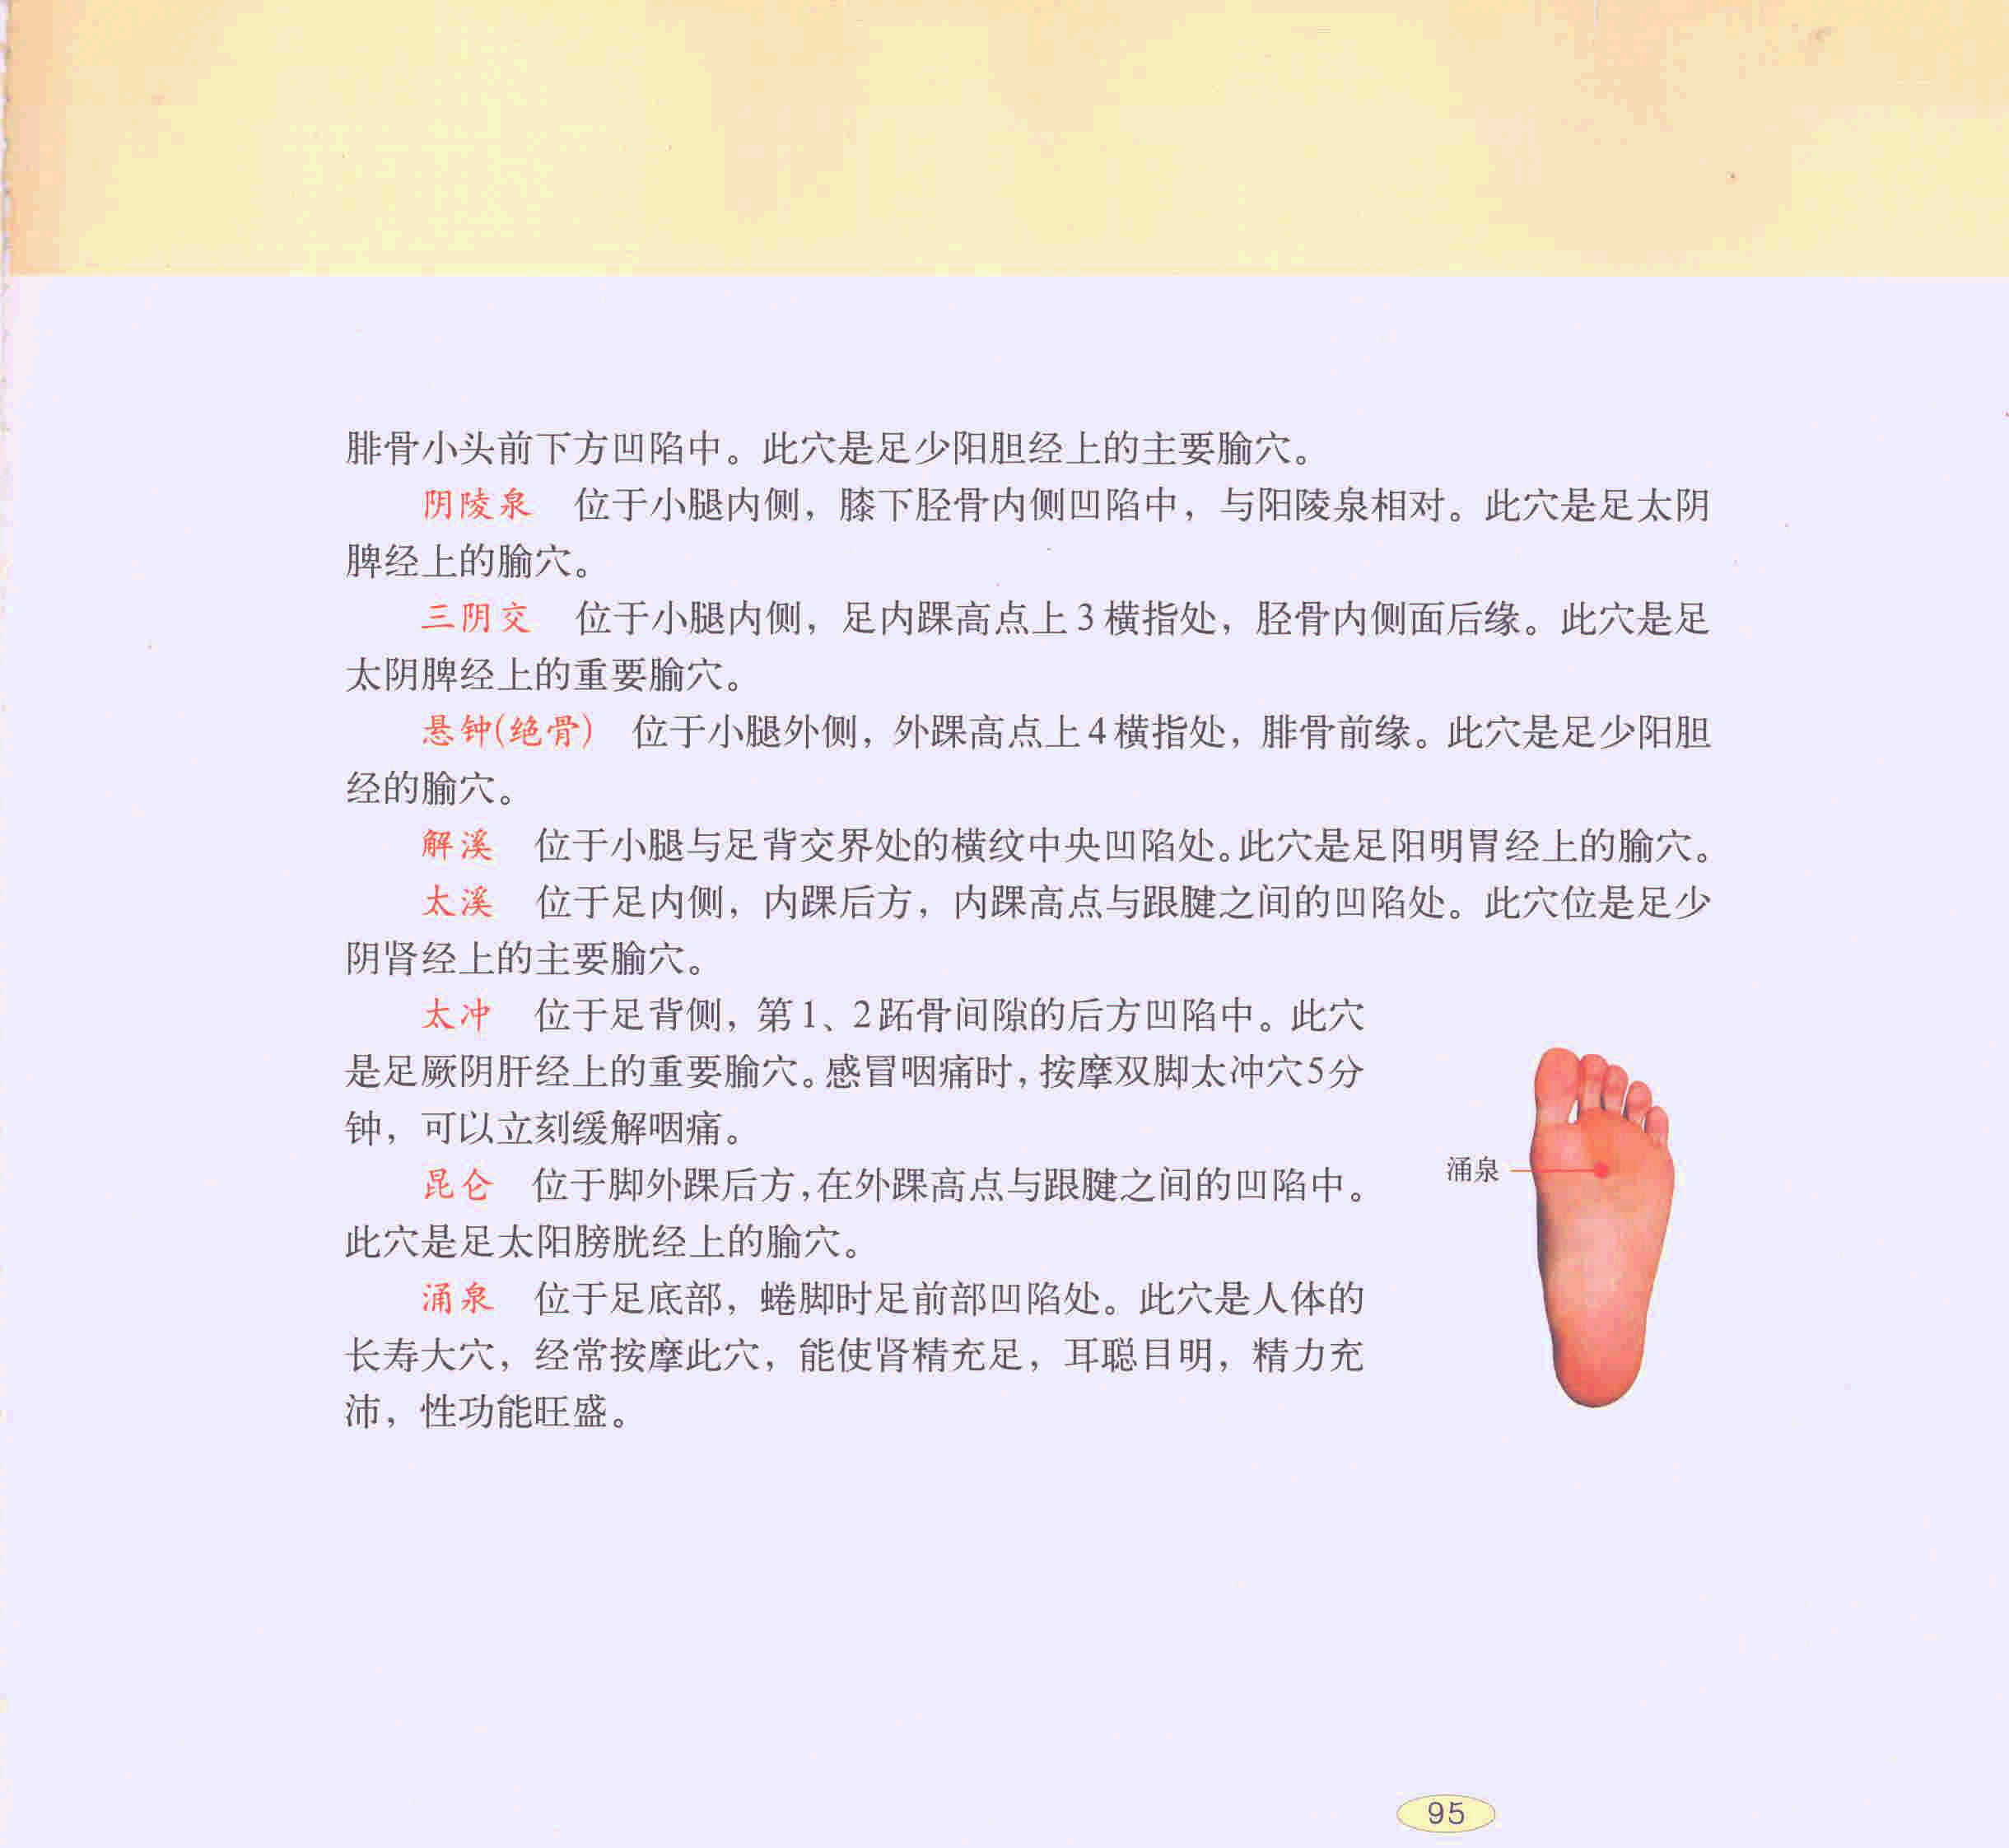 腓骨小头前下方凹陷中。此穴是足少阳胆经上的主要腧穴。
阴陵泉　位于小腿内侧，膝下胫骨内侧凹陷中，与阳陵泉相对。此穴是足太阴
脾经上的腧穴。
三阴交　位于小腿内侧，足内踝高点上3横指处，胫骨内侧面后缘。此穴是足
太阴脾经上的重要腧穴。
悬钟(绝骨)　位于小腿外侧，外踝高点上4横指处，腓骨前缘。此穴是足少阳胆
经的腧穴。
解溪　位于小腿与足背交界处的横纹中央凹陷处。此穴是足阳明胃经上的腧穴。
太溪　位于足内侧，内踝后方，内踝高点与跟腱之间的凹陷处。此穴位是足少
阴肾经上的主要腧穴。
太冲　位于足背侧，第1、2跖骨间隙的后方凹陷中。此穴
是足厥阴肝经上的重要腧穴。感冒咽痛时，按摩双脚太冲穴5分
钟，可以立刻缓解咽痛。
昆仑　位于脚外踝后方，在外踝高点与跟腱之间的凹陷中。
此穴是足太阳膀胱经上的腧穴。
涌泉　位于足底部，蜷脚时足前部凹陷处。此穴是人体的
长寿大穴，经常按摩此穴，能使肾精充足，耳聪目明，精力充
沛，性功能旺盛。
涌泉
95